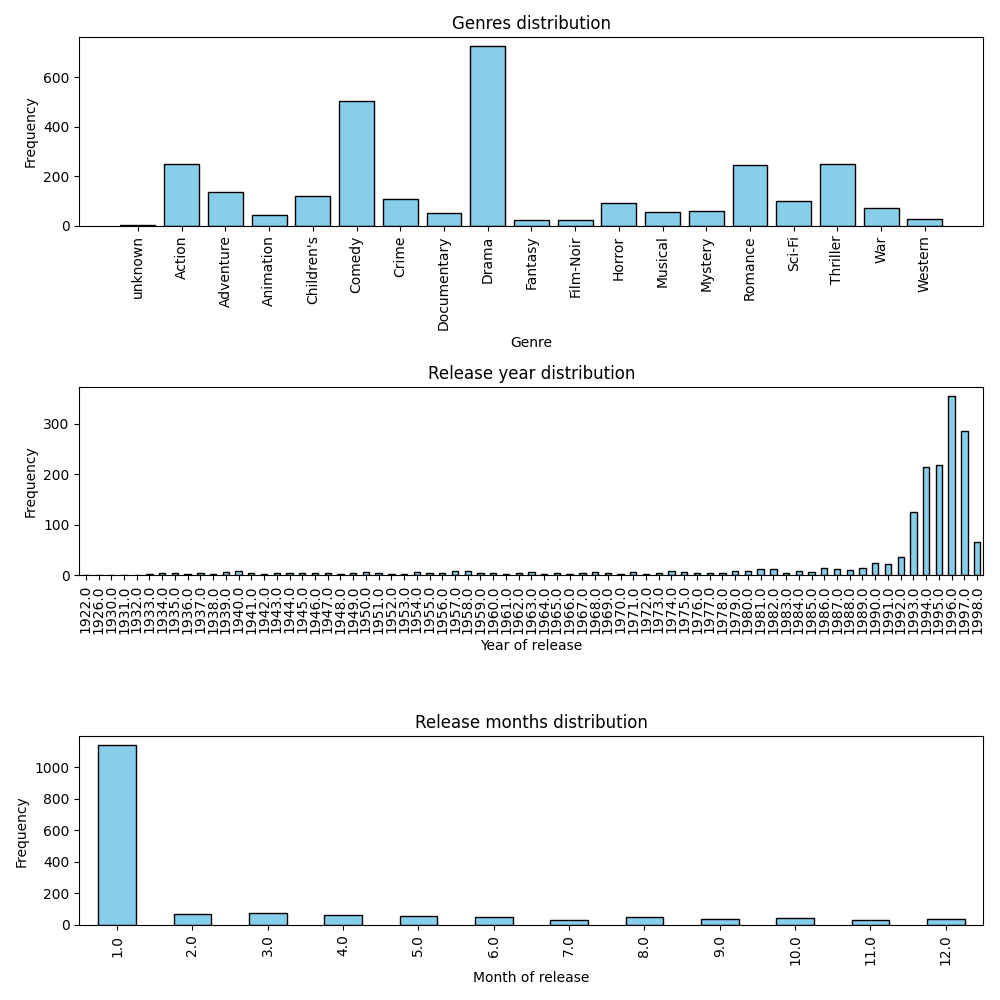 Genres distribution
Frequency
600
400
200
0
unknown Action Adventure Animation Children's Comedy Crime Documentary Drama Fantasy Film-Noir Horror Musical Mystery Romance Sci-Fi Thriller War Western
Genre
Release year distribution
Frequency
300
200
100
0
1922.0 1926.0 1930.0 1931.0 1932.0 1933.0 1934.0 1935.0 1936.0 1937.0 1938.0 1939.0 1940.0 1941.0 1942.0 1943.0 1944.0 1945.0 1946.0 1947.0 1948.0 1949.0 1950.0 1951.0 1952.0 1953.0 1954.0 1955.0 1956.0 1957.0 1958.0 1959.0 1960.0 1961.0 1962.0 1963.0 1964.0 1965.0 1966.0 1967.0 1968.0 1969.0 1970.0 1971.0 1972.0 1973.0 1974.0 1975.0 1976.0 1977.0 1978.0 1979.0 1980.0 1981.0 1982.0 1983.0 1984.0 1985.0 1986.0 1987.0 1988.0 1989.0 1990.0 1991.0 1992.0 1993.0 1994.0 1995.0 1996.0 1997.0 1998.0
Year of release
Release months distribution
Frequency
1000
800
600
400
200
0
1.0 2.0 3.0 4.0 5.0 6.0 7.0 8.0 9.0 10.0 11.0 12.0
Month of release